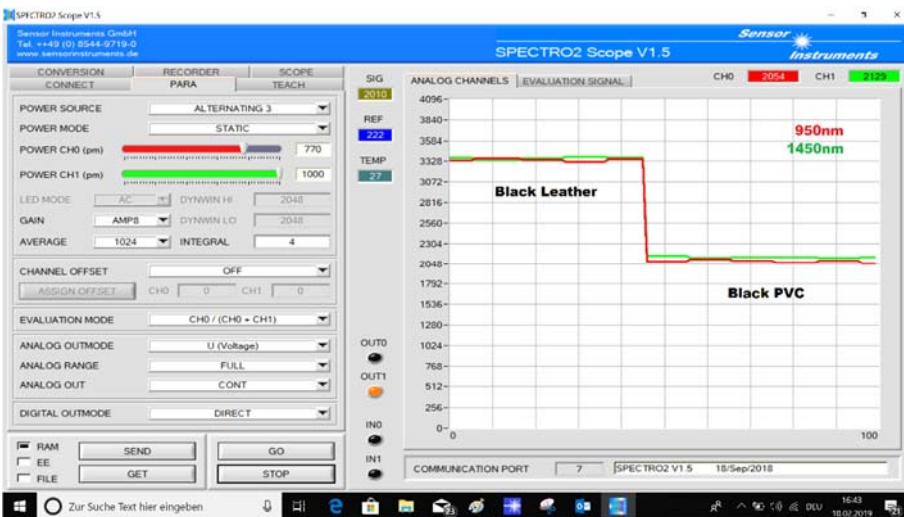 SPECTRO2 Scope V1.5
Sensor Instruments GmbH
Tel. ++49 (0) 8544-9719-0
www.sensorinstruments.de
SPECTRO2 Scope V1.5
Sensor
Instruments
CONVERSION RECORDER SCOPE
CONNECT PARA TEACH
POWER SOURCE ALTERNATING 3
POWER MODE STATIC
POWER CH0 (pm) 770
POWER CH1 (pm) 1000
LED MODE AC DYNWIN HI 2048
GAIN AMP8 DYNWIN LO 2048
AVERAGE 1024 INTEGRAL 4
CHANNEL OFFSET OFF
ASSIGN OFFSET CH0 0 CH1 0
EVALUATION MODE CH0 / (CH0 + CH1)
ANALOG OUTMODE U (Voltage)
ANALOG RANGE FULL
ANALOG OUT CONT
DIGITAL OUTMODE DIRECT
RAM
EE
FILE
SEND GO
GET STOP
SIG
2010
REF
222
TEMP
27
OUT0
OUT1
IN0
IN1
ANALOG CHANNELS EVALUATION SIGNAL CH0 2054 CH1 2129
4096
3840
3584
3328
3072
2816
2560
2304
2048
1792
1536
1280
1024
768
512
256
0
0 100
950nm
1450nm
Black Leather
Black PVC
COMMUNICATION PORT 7 SPECTRO2 V1.5 18/Sep/2018
Zur Suche Text hier eingeben
DEU
16:43
10.02.2019